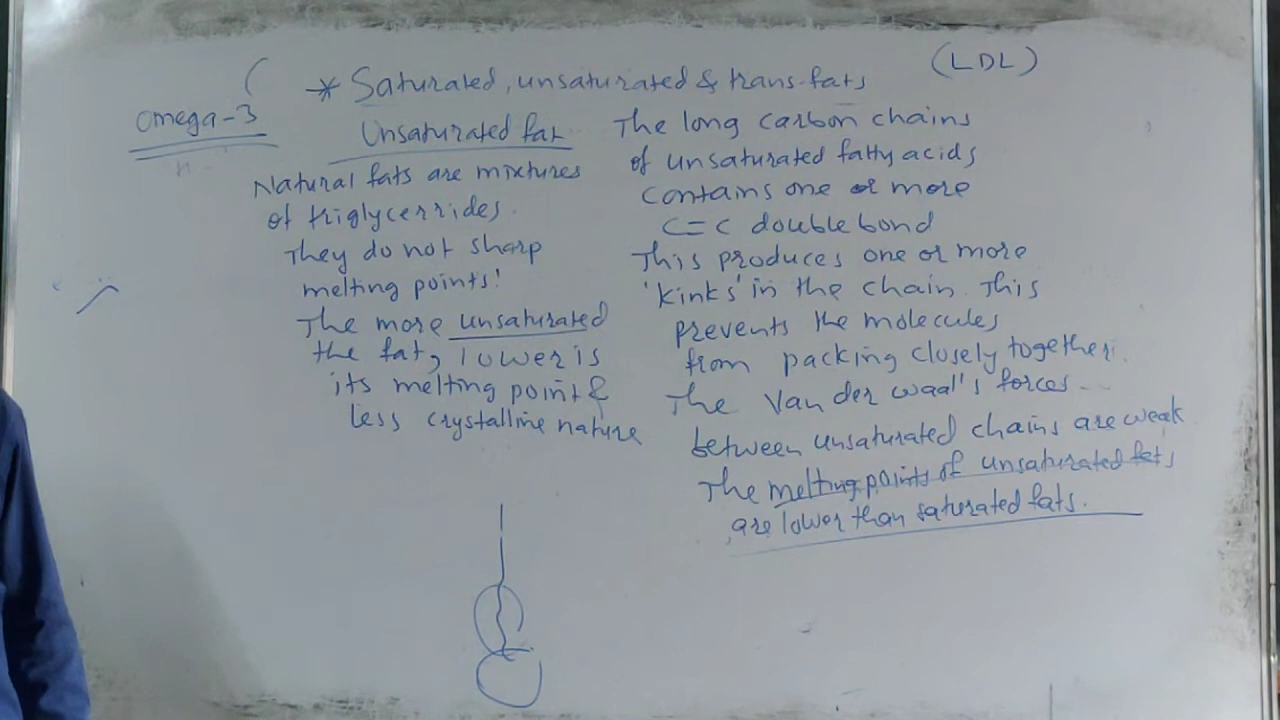 (LDL)
* Saturated, unsaturated & trans-fats
Omega-3
Unsaturated fat
Natural fats are mixtures
of triglycerrides.
They do not sharp
melting points!
The more unsaturated
the fat, lower is
its melting point &
less crystalline nature
The long carbon chains
of unsaturated fatty acids
contains one or more
C=C double bond
This produces one or more
'kinks' in the chain. This
prevents the molecules
from packing closely together.
The Van der waal's forces
between unsaturated chains are weak
The melting points of unsaturated fats
are lower than saturated fats.